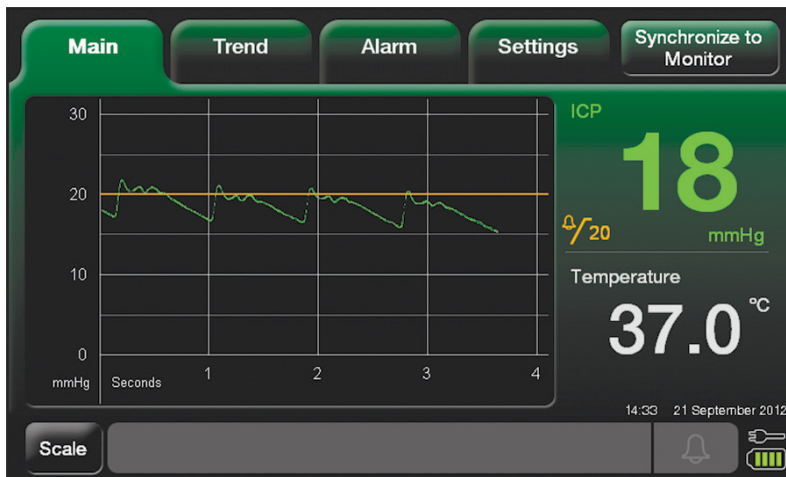 Main
Trend
Alarm
Settings
Synchronize to
Monitor
30
20
10
0
mmHg
Seconds
1
2
3
4
ICP
18
/20
mmHg
Temperature
37.0 °C
14:33 21 September 2012
Scale